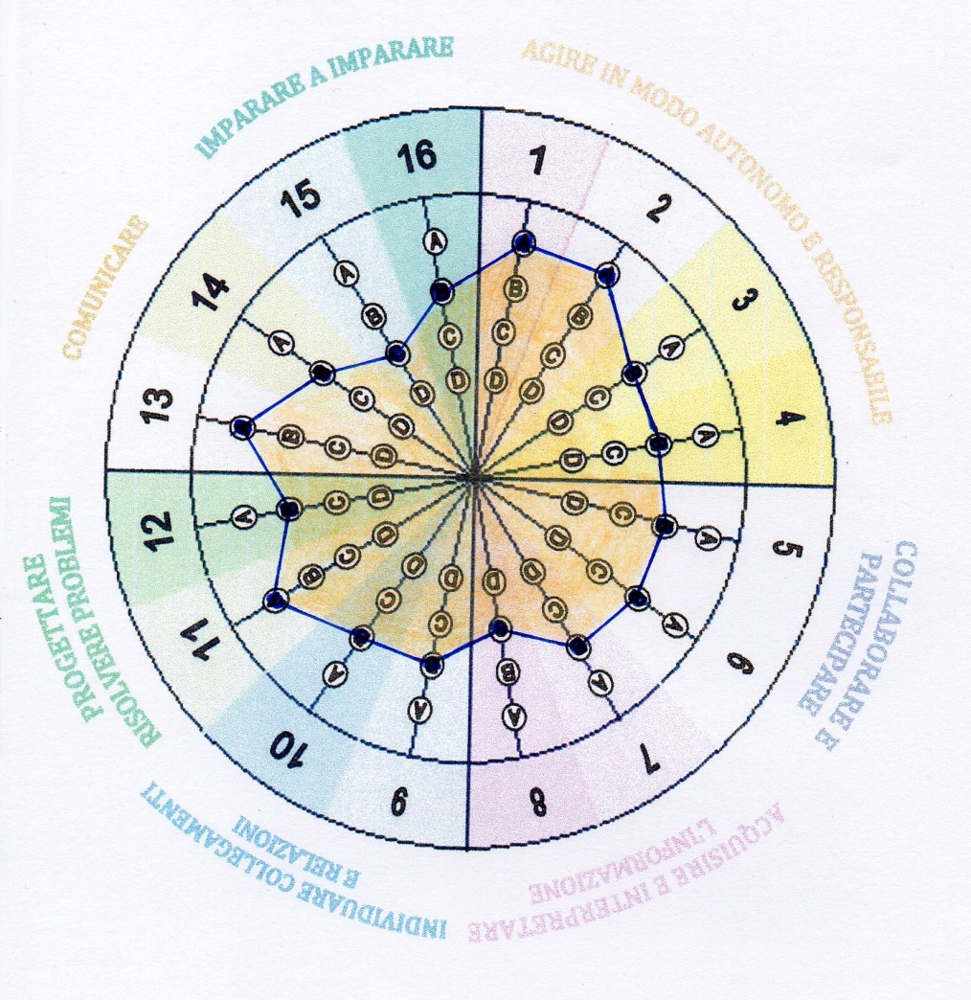 IMPARARE A IMPARARE
AGIRE IN MODO AUTONOMO E RESPONSABILE
COLLABORARE E
PARTECIPARE
ACQUISIRE E INTERPRETARE
L'INFORMAZIONE
INDIVIDUARE COLLEGAMENTI
E RELAZIONI
PROGETTARE
RISOLVERE PROBLEMI
COMUNICARE
1
A B C D
2
B C D
3
A C D
4
A B C D
5
A C D
6
A C D
7
A C D
8
A B D
9
A C D
10
A C D
11
B C D
12
A C D
13
B C D
14
A C D
15
A B D
16
A C D